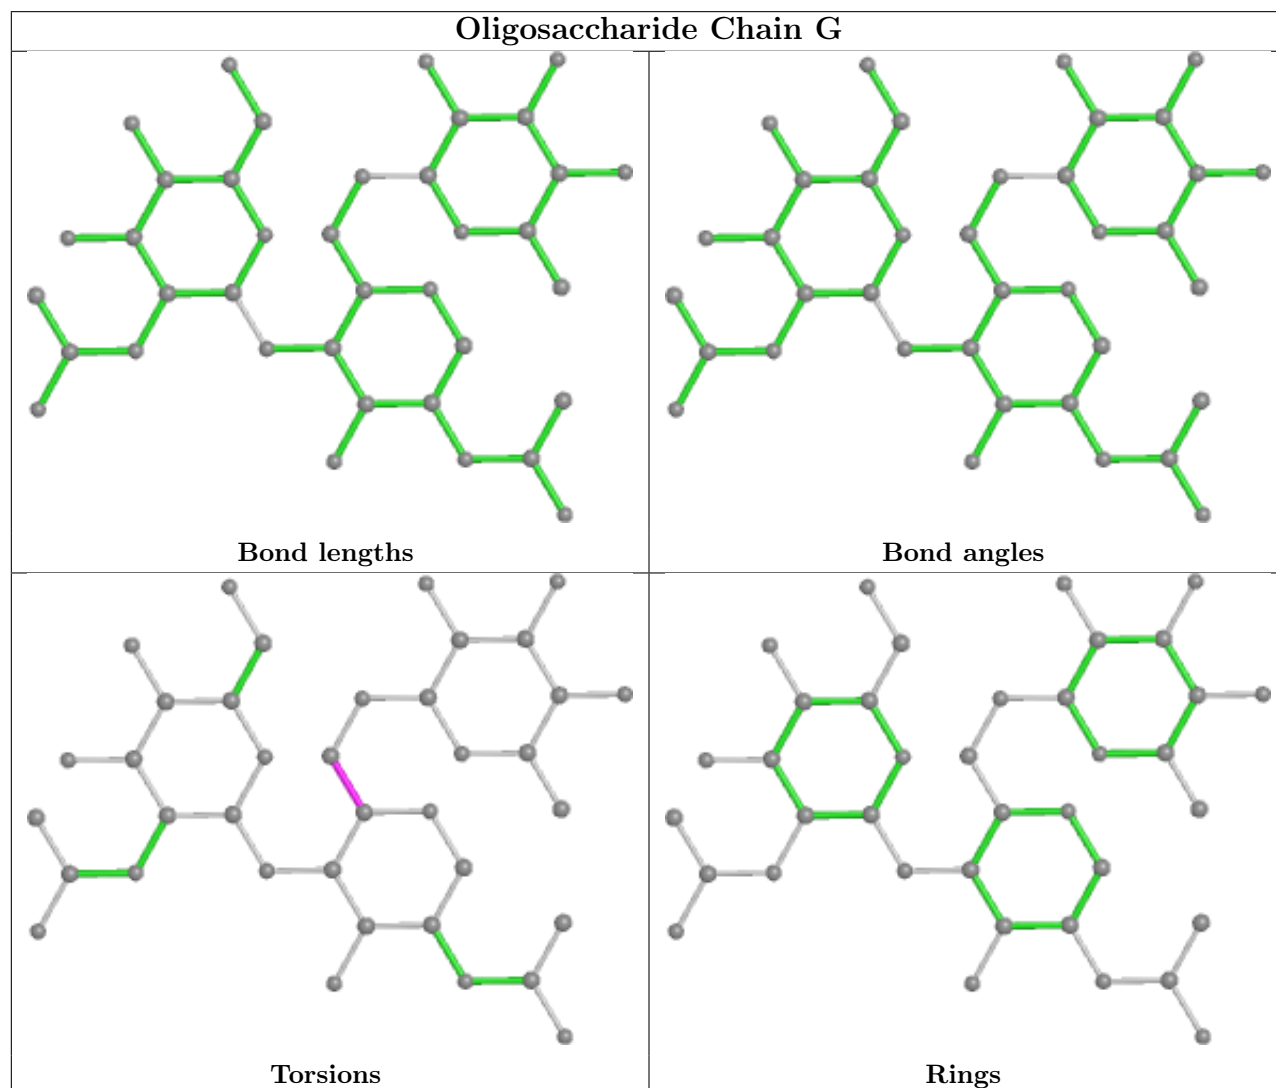 Oligosaccharide Chain G
Bond lengths
Bond angles
Torsions
Rings